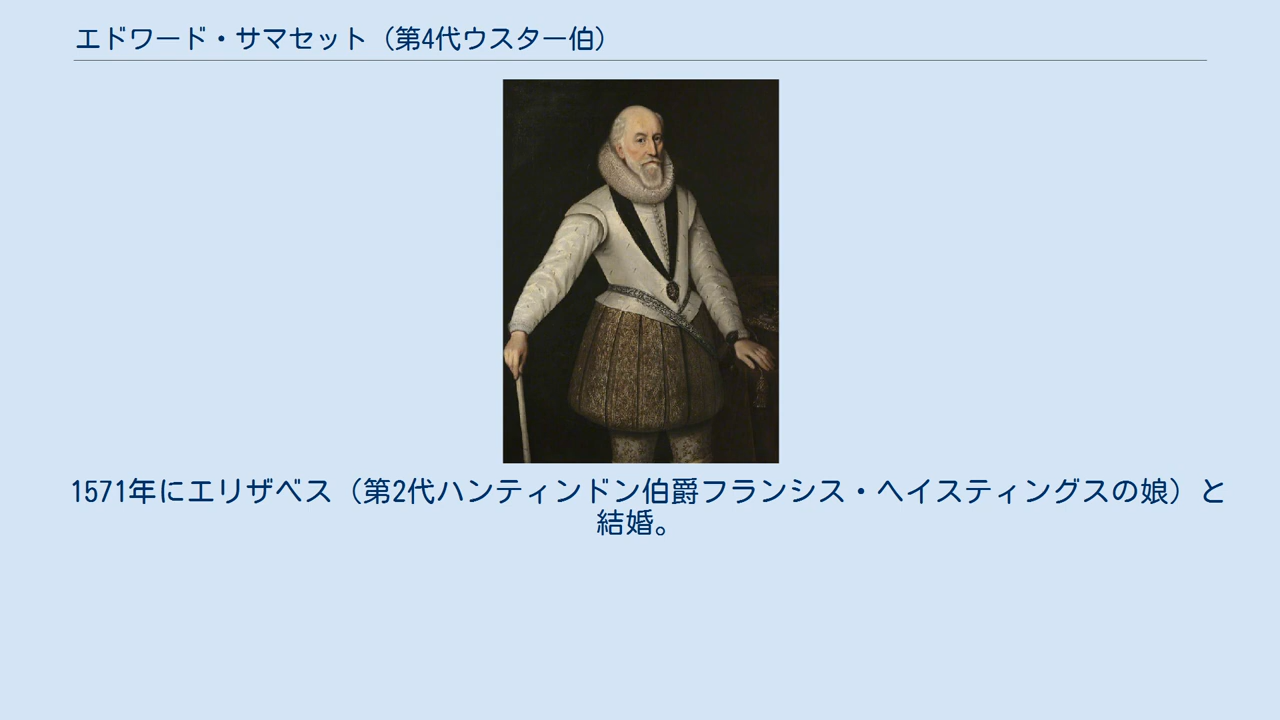 エドワード・サマセット（第4代ウスター伯）
1571年にエリザベス（第2代ハンティンドン伯爵フランシス・ヘイスティングスの娘）と
結婚。